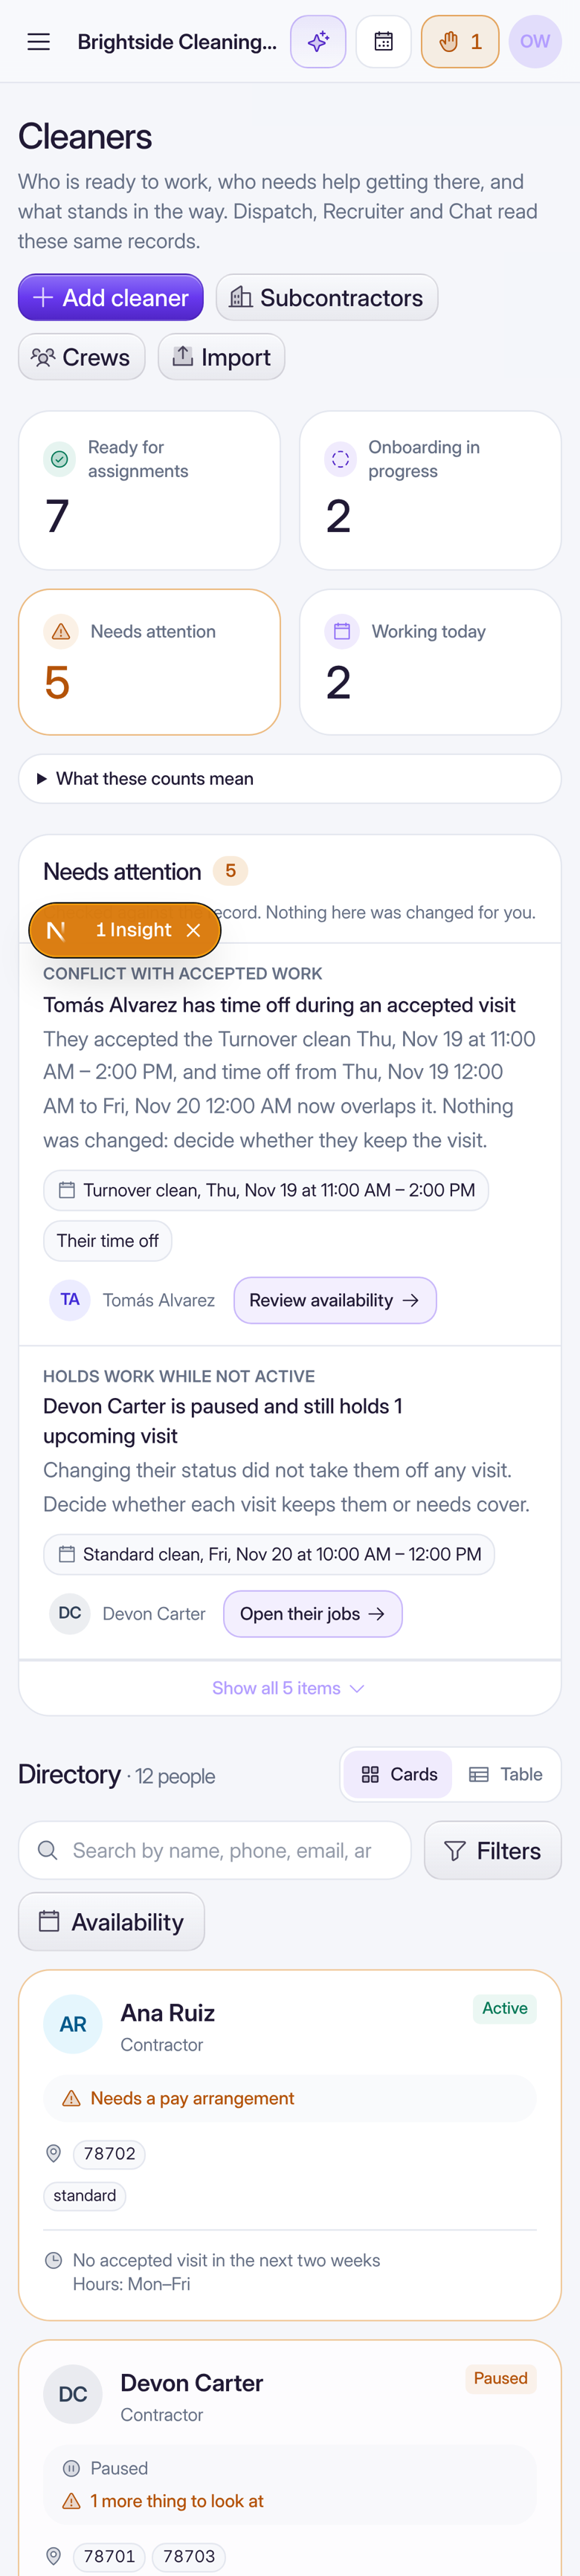 Brightside Cleaning...
1
OW
Cleaners
Who is ready to work, who needs help getting there, and
what stands in the way. Dispatch, Recruiter and Chat read
these same records.
Add cleaner
Subcontractors
Crews
Import
Ready for
assignments
7
Onboarding in
progress
2
Needs attention
5
Working today
2
What these counts mean
Needs attention 5
ecord. Nothing here was changed for you.
N 1 Insight
CONFLICT WITH ACCEPTED WORK
Tomás Alvarez has time off during an accepted visit
They accepted the Turnover clean Thu, Nov 19 at 11:00
AM – 2:00 PM, and time off from Thu, Nov 19 12:00
AM to Fri, Nov 20 12:00 AM now overlaps it. Nothing
was changed: decide whether they keep the visit.
Turnover clean, Thu, Nov 19 at 11:00 AM – 2:00 PM
Their time off
TA Tomás Alvarez Review availability →
HOLDS WORK WHILE NOT ACTIVE
Devon Carter is paused and still holds 1
upcoming visit
Changing their status did not take them off any visit.
Decide whether each visit keeps them or needs cover.
Standard clean, Fri, Nov 20 at 10:00 AM – 12:00 PM
DC Devon Carter Open their jobs →
Show all 5 items
Directory · 12 people
Cards
Table
Search by name, phone, email, ar
Filters
Availability
AR
Ana Ruiz
Active
Contractor
Needs a pay arrangement
78702
standard
No accepted visit in the next two weeks
Hours: Mon–Fri
DC
Devon Carter
Paused
Contractor
Paused
1 more thing to look at
78701 78703